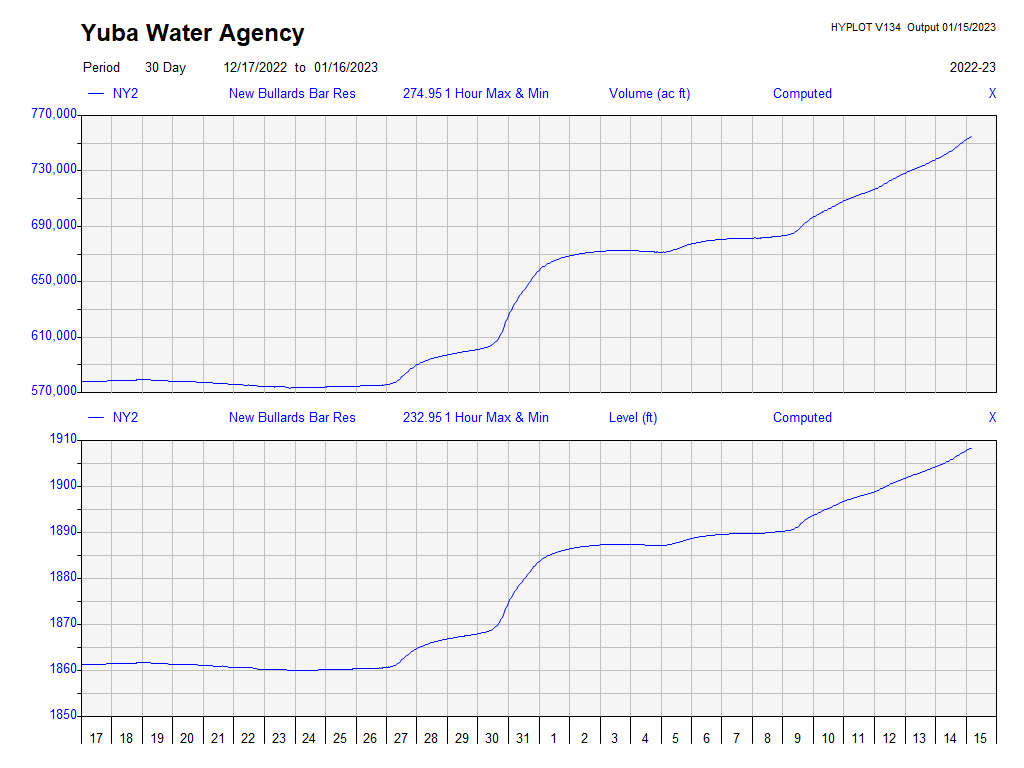 Yuba Water Agency
HYPLOT V134 Output 01/15/2023
Period 30 Day 12/17/2022 to 01/16/2023 2022-23
NY2 New Bullards Bar Res 274.95 1 Hour Max & Min Volume (ac ft) Computed X
770,000
730,000
690,000
650,000
610,000
570,000
NY2 New Bullards Bar Res 232.95 1 Hour Max & Min Level (ft) Computed X
1910
1900
1890
1880
1870
1860
1850
17 18 19 20 21 22 23 24 25 26 27 28 29 30 31 1 2 3 4 5 6 7 8 9 10 11 12 13 14 15